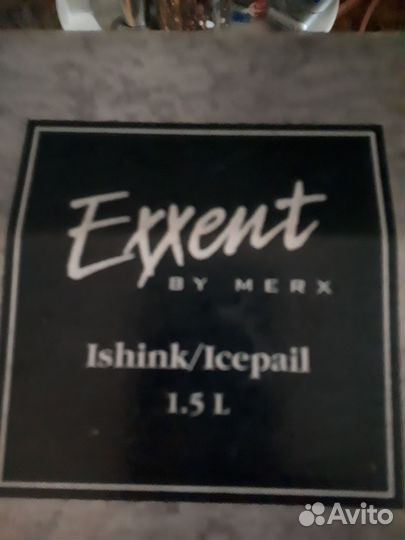 Exxent
BY MERX
Ishink/Icepail
1.5 L
Avito